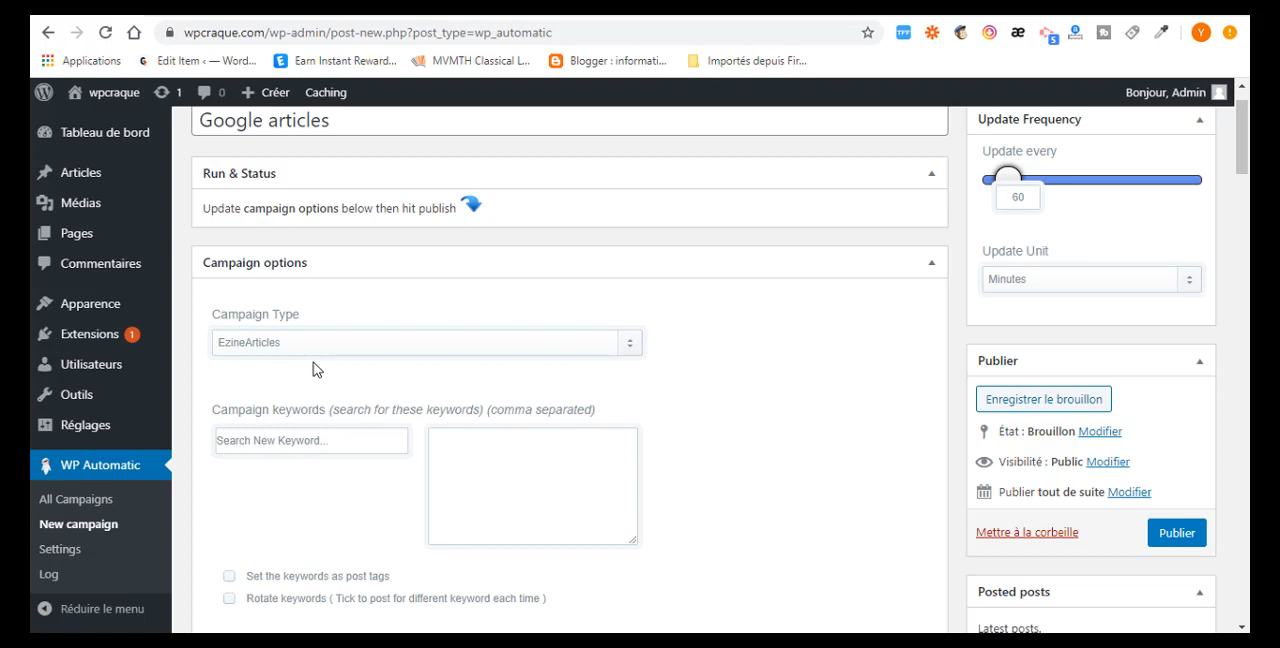 wpcraque.com/wp-admin/post-new.php?post_type=wp_automatic
Applications
Edit Item ‹ — Word...
Earn Instant Reward...
MVMTH Classical L...
Blogger : informati...
Importés depuis Fir...
wpcraque
1
0
Créer
Caching
Bonjour, Admin
Tableau de bord
Articles
Médias
Pages
Commentaires
Apparence
Extensions 1
Utilisateurs
Outils
Réglages
WP Automatic
All Campaigns
New campaign
Settings
Log
Réduire le menu
Google articles
Run & Status
Update campaign options below then hit publish
Campaign options
Campaign Type
EzineArticles
Campaign keywords (search for these keywords) (comma separated)
Search New Keyword...
Set the keywords as post tags
Rotate keywords ( Tick to post for different keyword each time )
Update Frequency
Update every
60
Update Unit
Minutes
Publier
Enregistrer le brouillon
État : Brouillon Modifier
Visibilité : Public Modifier
Publier tout de suite Modifier
Mettre à la corbeille
Publier
Posted posts
Latest posts.